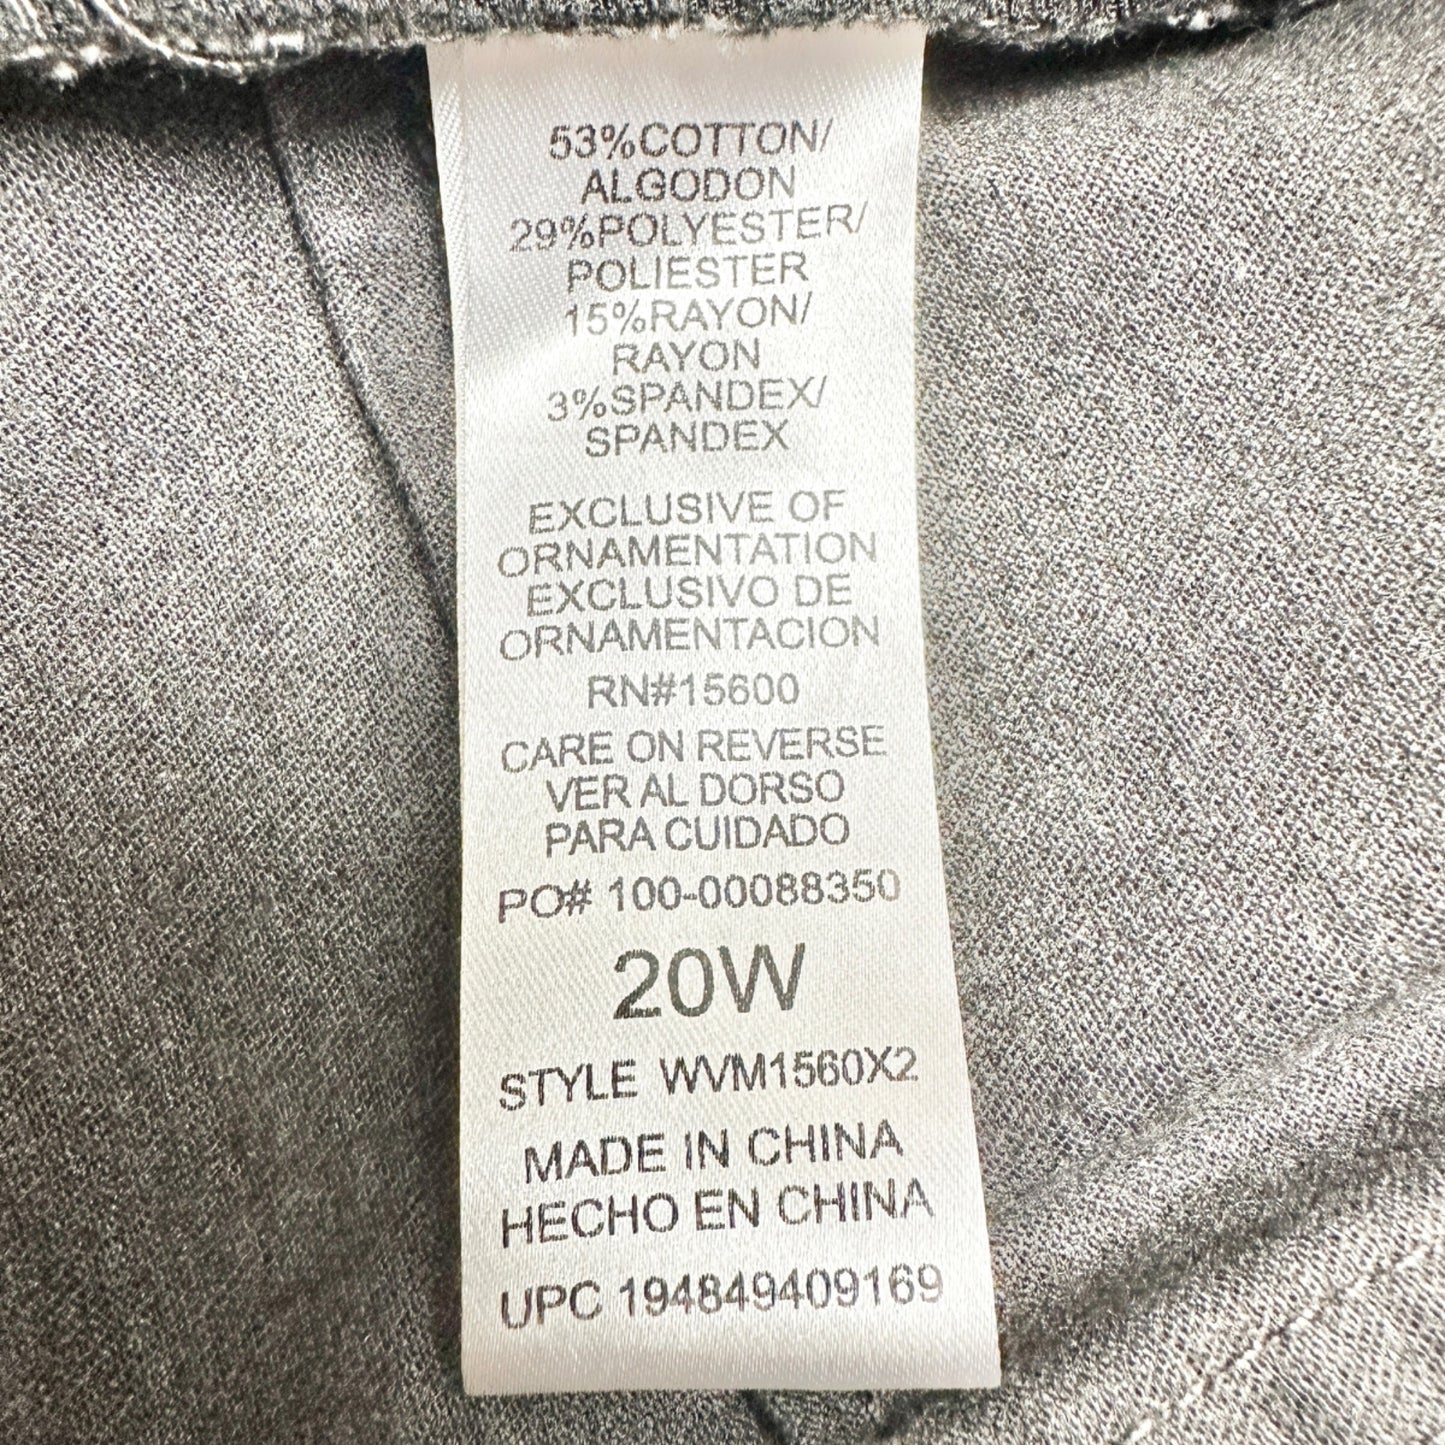 53%COTTON/
ALGODON
29%POLYESTER/
POLIESTER
15%RAYON/
RAYON
3%SPANDEX/
SPANDEX
EXCLUSIVE OF
ORNAMENTATION
EXCLUSIVO DE
ORNAMENTACION
RN#15600
CARE ON REVERSE
VER AL DORSO
PARA CUIDADO
PO# 100-00088350
20W
STYLE WVM1560X2
MADE IN CHINA
HECHO EN CHINA
UPC 194849409169